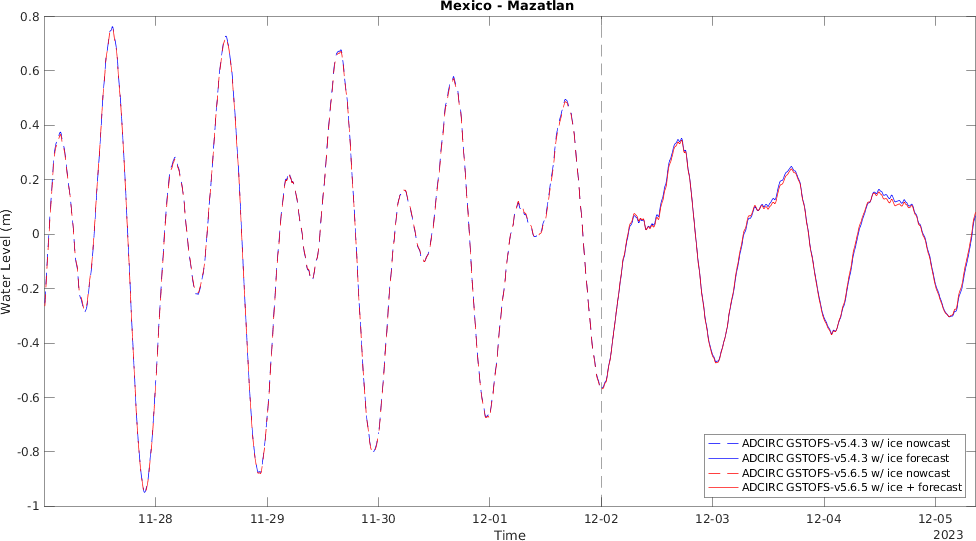 Mexico - Mazatlan
0.8
0.6
0.4
0.2
0
-0.2
-0.4
-0.6
-0.8
-1
Water Level (m)
11-28 11-29 11-30 12-01 12-02 12-03 12-04 12-05
Time
2023
ADCIRC GSTOFS-v5.4.3 w/ ice nowcast
ADCIRC GSTOFS-v5.4.3 w/ ice forecast
ADCIRC GSTOFS-v5.6.5 w/ ice nowcast
ADCIRC GSTOFS-v5.6.5 w/ ice + forecast